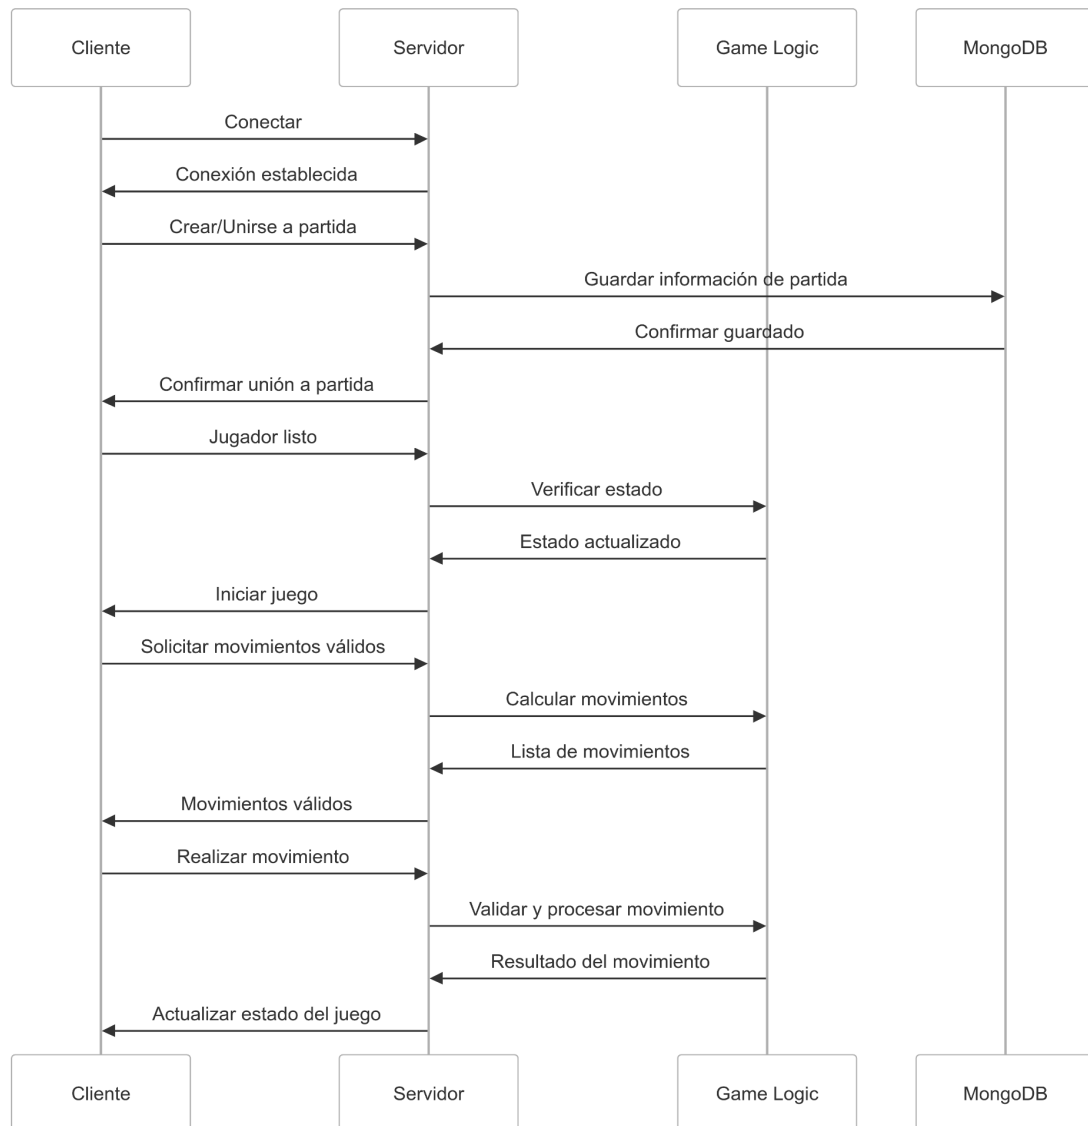 Cliente
Servidor
Game Logic
MongoDB
Conectar
Conexión establecida
Crear/Unirse a partida
Guardar información de partida
Confirmar guardado
Confirmar unión a partida
Jugador listo
Verificar estado
Estado actualizado
Iniciar juego
Solicitar movimientos válidos
Calcular movimientos
Lista de movimientos
Movimientos válidos
Realizar movimiento
Validar y procesar movimiento
Resultado del movimiento
Actualizar estado del juego
Cliente
Servidor
Game Logic
MongoDB